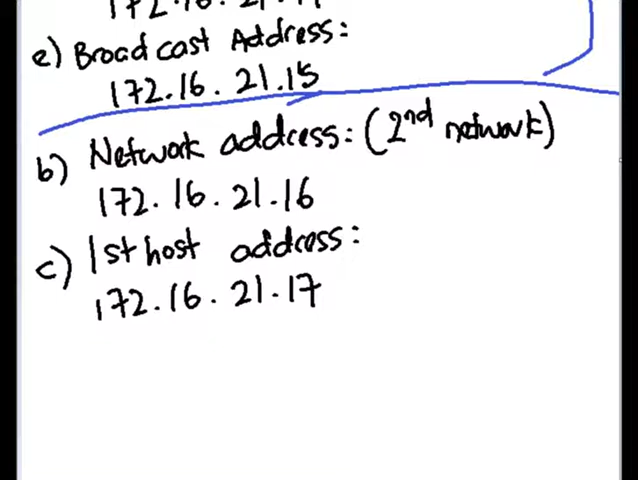 e) Broadcast Address:
172.16.21.15
b) Network address: (2nd network)
172.16.21.16
c) 1st host address:
172.16.21.17